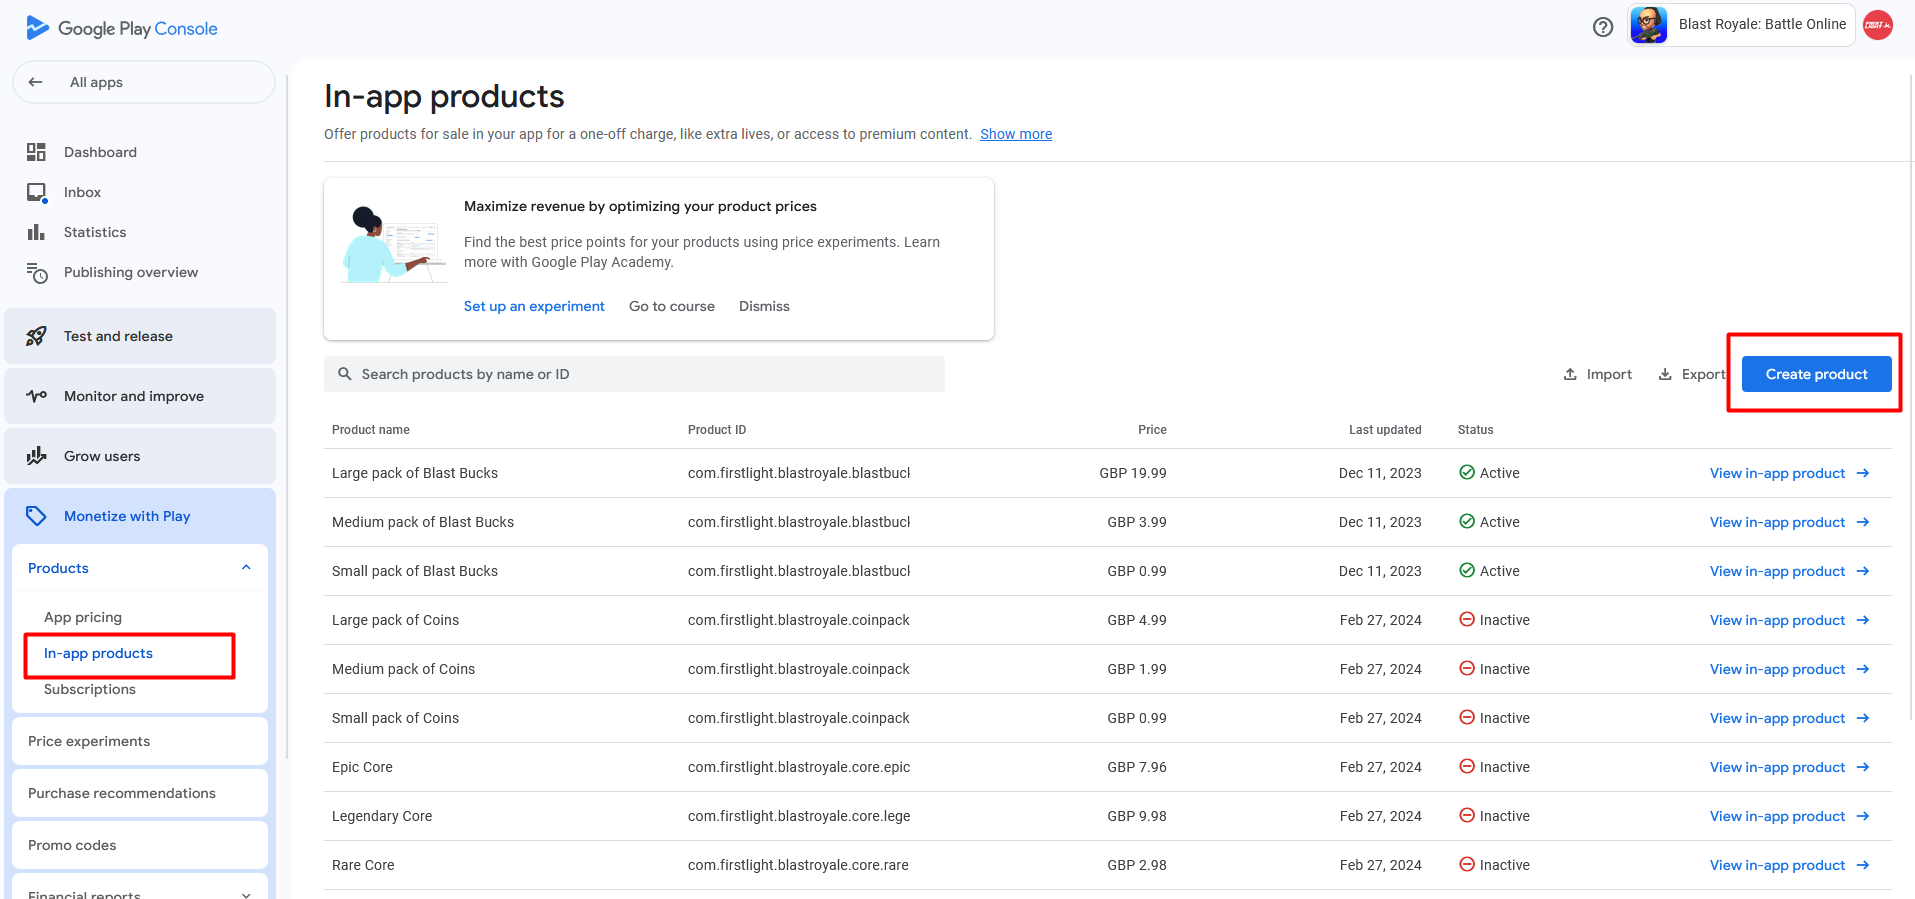 Google Play Console
Blast Royale: Battle Online
All apps
Dashboard
Inbox
Statistics
Publishing overview
Test and release
Monitor and improve
Grow users
Monetize with Play
Products
App pricing
In-app products
Subscriptions
Price experiments
Purchase recommendations
Promo codes
Financial reports
In-app products
Offer products for sale in your app for a one-off charge, like extra lives, or access to premium content. Show more
Maximize revenue by optimizing your product prices
Find the best price points for your products using price experiments. Learn
more with Google Play Academy.
Set up an experiment Go to course Dismiss
Search products by name or ID
Import Export Create product
Product name Product ID Price Last updated Status
Large pack of Blast Bucks com.firstlight.blastroyale.blastbuck GBP 19.99 Dec 11, 2023 Active View in-app product
Medium pack of Blast Bucks com.firstlight.blastroyale.blastbuck GBP 3.99 Dec 11, 2023 Active View in-app product
Small pack of Blast Bucks com.firstlight.blastroyale.blastbuck GBP 0.99 Dec 11, 2023 Active View in-app product
Large pack of Coins com.firstlight.blastroyale.coinpack GBP 4.99 Feb 27, 2024 Inactive View in-app product
Medium pack of Coins com.firstlight.blastroyale.coinpack GBP 1.99 Feb 27, 2024 Inactive View in-app product
Small pack of Coins com.firstlight.blastroyale.coinpack GBP 0.99 Feb 27, 2024 Inactive View in-app product
Epic Core com.firstlight.blastroyale.core.epic GBP 7.96 Feb 27, 2024 Inactive View in-app product
Legendary Core com.firstlight.blastroyale.core.lege GBP 9.98 Feb 27, 2024 Inactive View in-app product
Rare Core com.firstlight.blastroyale.core.rare GBP 2.98 Feb 27, 2024 Inactive View in-app product